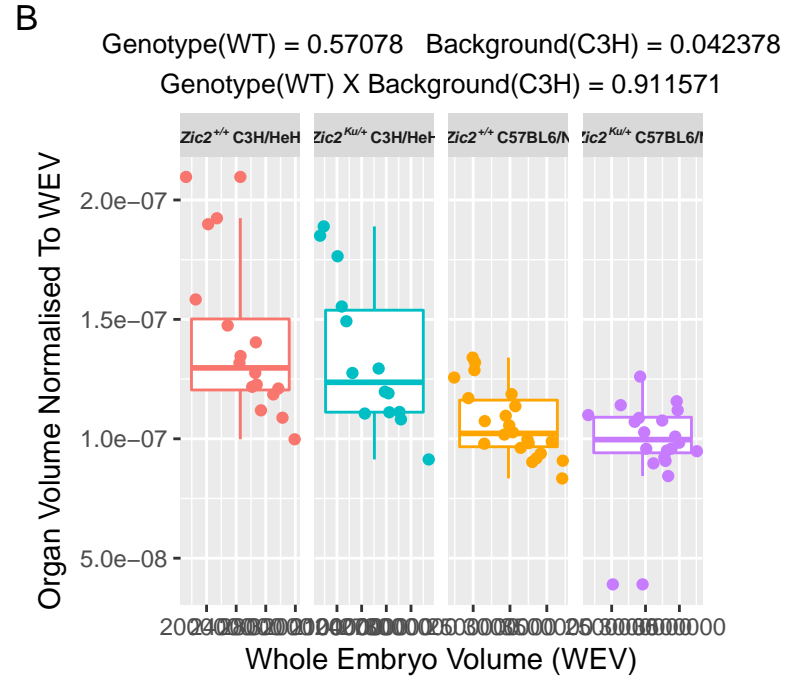 B
Genotype(WT) = 0.57078 Background(C3H) = 0.042378
Genotype(WT) X Background(C3H) = 0.911571
Zic2+/+ C3H/HeH
Zic2Ku/+ C3H/HeH
Zic2+/+ C57BL6/N
Zic2Ku/+ C57BL6/
Organ Volume Normalised To WEV
2.0e-07
1.5e-07
1.0e-07
5.0e-08
Whole Embryo Volume (WEV)